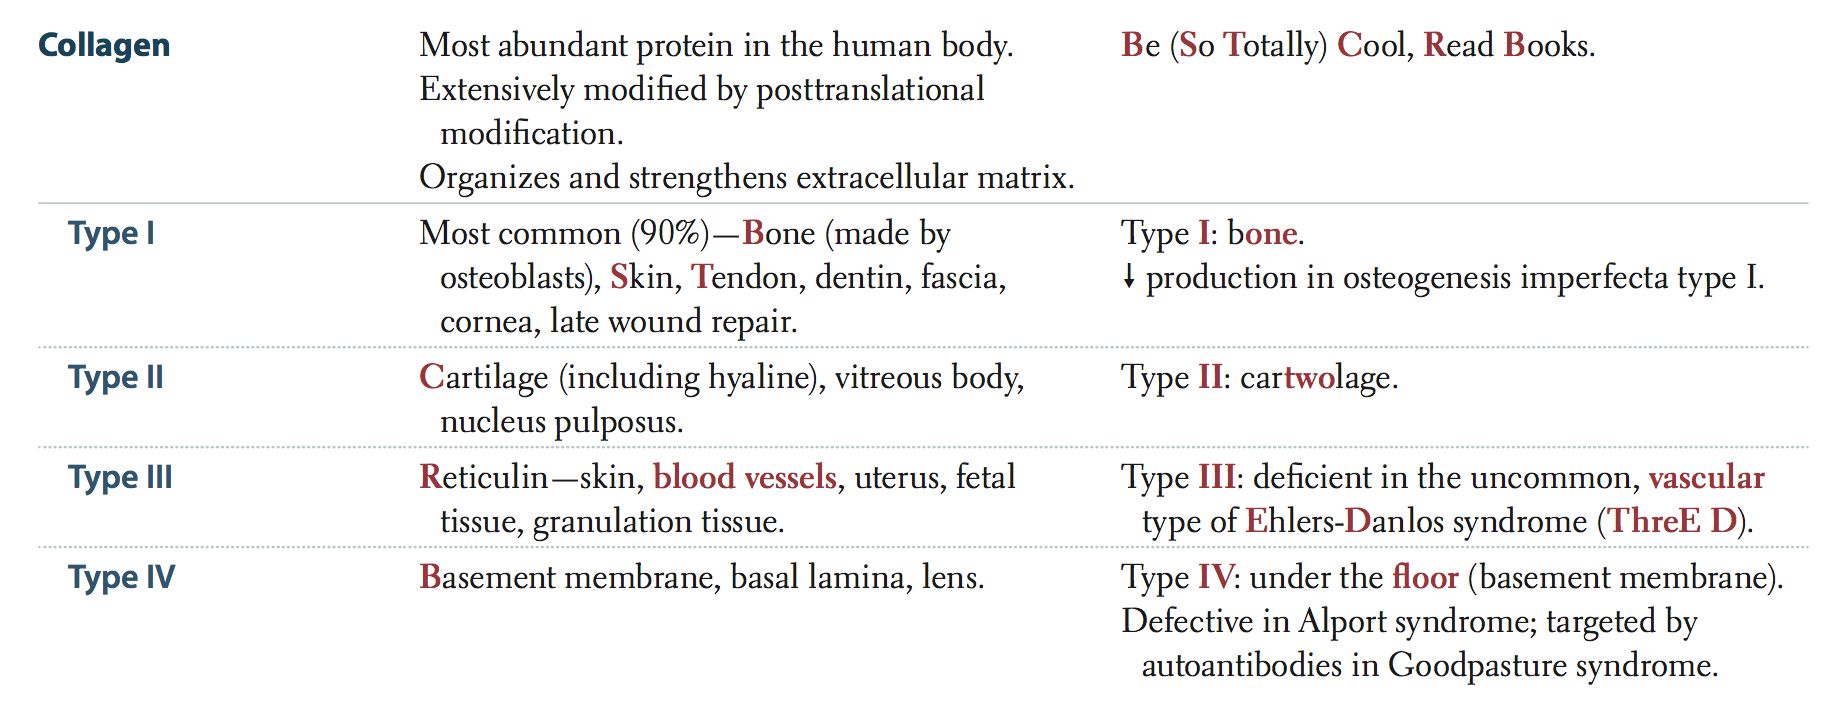 Collagen
Most abundant protein in the human body.
Extensively modified by posttranslational
modification.
Organizes and strengthens extracellular matrix.
Be (So Totally) Cool, Read Books.
Type I
Most common (90%)—Bone (made by
osteoblasts), Skin, Tendon, dentin, fascia,
cornea, late wound repair.
Type I: bone.
↓ production in osteogenesis imperfecta type I.
Type II
Cartilage (including hyaline), vitreous body,
nucleus pulposus.
Type II: cartwolage.
Type III
Reticulin—skin, blood vessels, uterus, fetal
tissue, granulation tissue.
Type III: deficient in the uncommon, vascular
type of Ehlers-Danlos syndrome (ThreE D).
Type IV
Basement membrane, basal lamina, lens.
Type IV: under the floor (basement membrane).
Defective in Alport syndrome; targeted by
autoantibodies in Goodpasture syndrome.